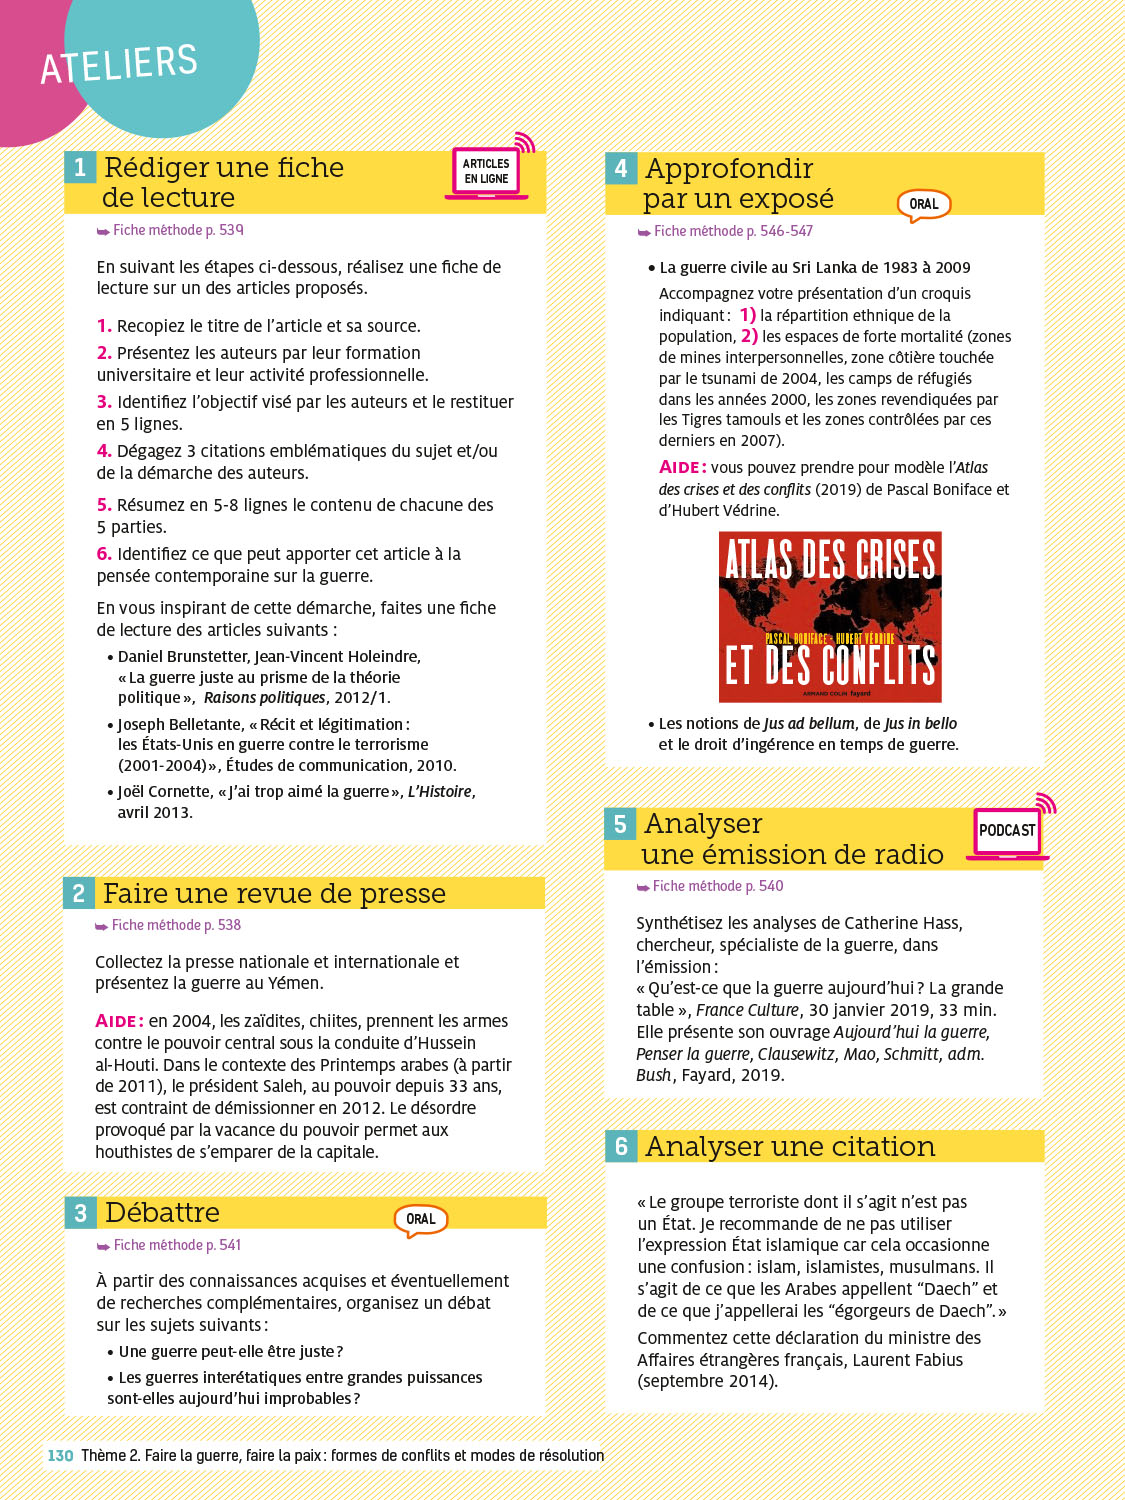 ATELIERS
1 Rédiger une fiche
de lecture
ARTICLES
EN LIGNE
Fiche méthode p. 539
En suivant les étapes ci-dessous, réalisez une fiche de
lecture sur un des articles proposés.
1. Recopiez le titre de l'article et sa source.
2. Présentez les auteurs par leur formation
universitaire et leur activité professionnelle.
3. Identifiez l'objectif visé par les auteurs et le restituer
en 5 lignes.
4. Dégagez 3 citations emblématiques du sujet et/ou
de la démarche des auteurs.
5. Résumez en 5-8 lignes le contenu de chacune des
5 parties.
6. Identifiez ce que peut apporter cet article à la
pensée contemporaine sur la guerre.
En vous inspirant de cette démarche, faites une fiche
de lecture des articles suivants :
• Daniel Brunstetter, Jean-Vincent Holeindre,
« La guerre juste au prisme de la théorie
politique », Raisons politiques, 2012/1.
• Joseph Belletante, « Récit et légitimation :
les États-Unis en guerre contre le terrorisme
(2001-2004) », Études de communication, 2010.
• Joël Cornette, « J'ai trop aimé la guerre », L'Histoire,
avril 2013.
2 Faire une revue de presse
Fiche méthode p. 538
Collectez la presse nationale et internationale et
présentez la guerre au Yémen.
AIDE : en 2004, les zaïdites, chiites, prennent les armes
contre le pouvoir central sous la conduite d'Hussein
al-Houti. Dans le contexte des Printemps arabes (à partir
de 2011), le président Saleh, au pouvoir depuis 33 ans,
est contraint de démissionner en 2012. Le désordre
provoqué par la vacance du pouvoir permet aux
houthistes de s'emparer de la capitale.
3 Débattre
ORAL
Fiche méthode p. 541
À partir des connaissances acquises et éventuellement
de recherches complémentaires, organisez un débat
sur les sujets suivants :
• Une guerre peut-elle être juste ?
• Les guerres interétatiques entre grandes puissances
sont-elles aujourd'hui improbables ?
4 Approfondir
par un exposé
ORAL
Fiche méthode p. 546-547
• La guerre civile au Sri Lanka de 1983 à 2009
Accompagnez votre présentation d'un croquis
indiquant : 1) la répartition ethnique de la
population, 2) les espaces de forte mortalité (zones
de mines interpersonnelles, zone côtière touchée
par le tsunami de 2004, les camps de réfugiés
dans les années 2000, les zones revendiquées par
les Tigres tamouls et les zones contrôlées par ces
derniers en 2007).
AIDE : vous pouvez prendre pour modèle l'Atlas
des crises et des conflits (2019) de Pascal Boniface et
d'Hubert Védrine.
ATLAS DES CRISES
PASCAL BONIFACE - HUBERT VÉDRINE
ET DES CONFLITS
ARMAND COLIN fayard
• Les notions de Jus ad bellum, de Jus in bello
et le droit d'ingérence en temps de guerre.
5 Analyser
une émission de radio
PODCAST
Fiche méthode p. 540
Synthétisez les analyses de Catherine Hass,
chercheur, spécialiste de la guerre, dans
l'émission :
« Qu'est-ce que la guerre aujourd'hui ? La grande
table », France Culture, 30 janvier 2019, 33 min.
Elle présente son ouvrage Aujourd'hui la guerre,
Penser la guerre, Clausewitz, Mao, Schmitt, adm.
Bush, Fayard, 2019.
6 Analyser une citation
« Le groupe terroriste dont il s'agit n'est pas
un État. Je recommande de ne pas utiliser
l'expression État islamique car cela occasionne
une confusion : islam, islamistes, musulmans. Il
s'agit de ce que les Arabes appellent “Daech” et
de ce que j'appellerai les “égorgeurs de Daech”. »
Commentez cette déclaration du ministre des
Affaires étrangères français, Laurent Fabius
(septembre 2014).
130 Thème 2. Faire la guerre, faire la paix : formes de conflits et modes de résolution